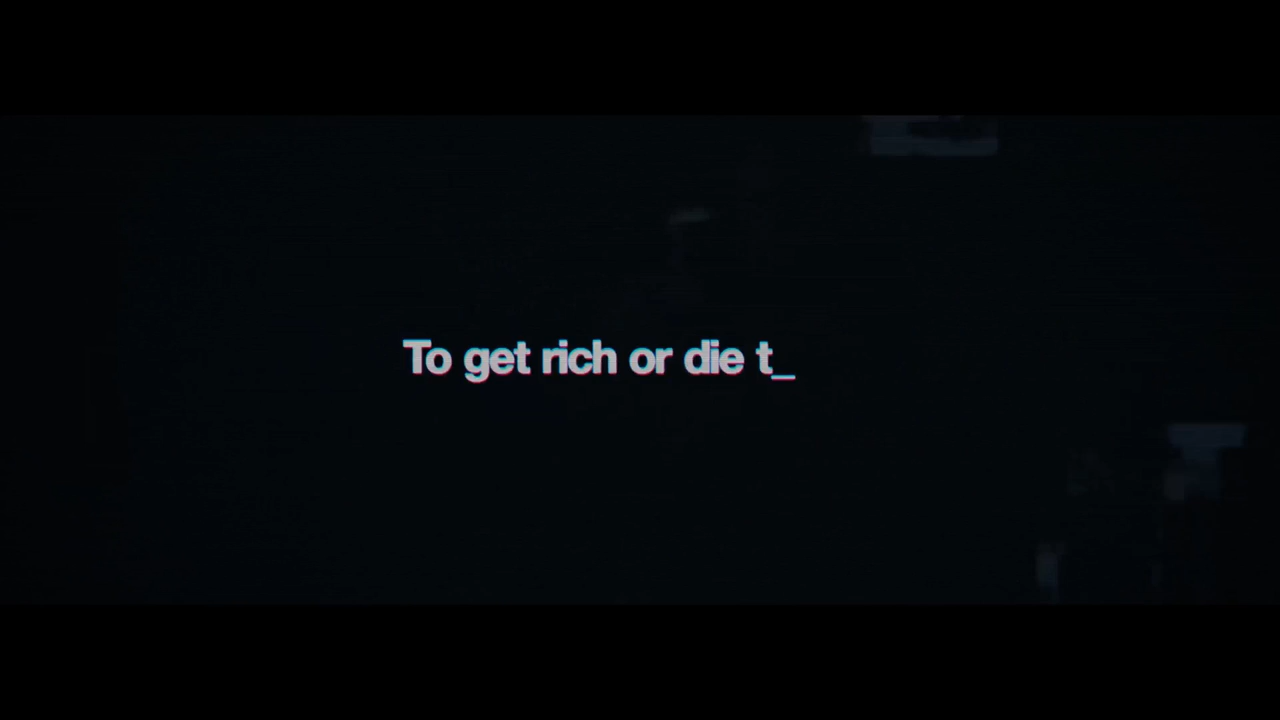 To get rich or die t_